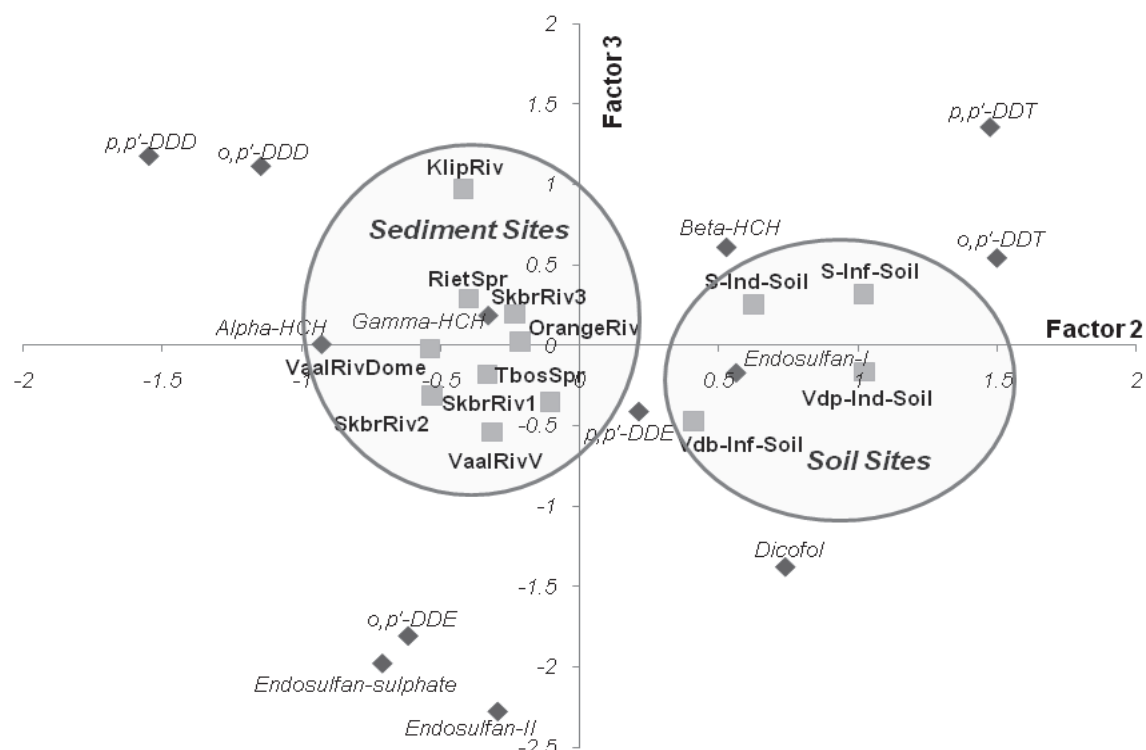 2
Factor 3
1.5
p,p'-DDT
p,p'-DDD
o,p'-DDD
KlipRiv
1
Sediment Sites
Beta-HCH
o,p'-DDT
0.5
RietSpr
S-Ind-Soil
S-Inf-Soil
SkbrRiv3
Gamma-HCH
Alpha-HCH
OrangeRiv
Factor 2
0
VaalRivDome
Endosulfan-I
-2
-1.5
-1
-0.5
TbosSpr
0.5
1
1.5
2
SkbrRiv1
Vdp-Ind-Soil
SkbrRiv2
-0.5
p,p'-DDE
Vdb-Inf-Soil
VaalRivV
Soil Sites
-1
Dicofol
-1.5
o,p'-DDE
-2
Endosulfan-sulphate
Endosulfan-II
-2.5